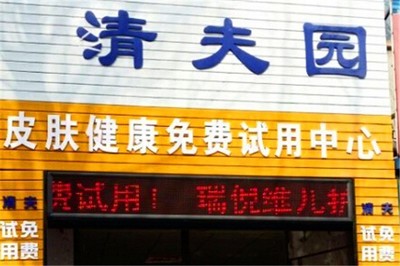 清夫园
皮肤健康免费试用中心
费试用！ 瑞倪维儿
清夫
试免
用费
清夫
试免
用费